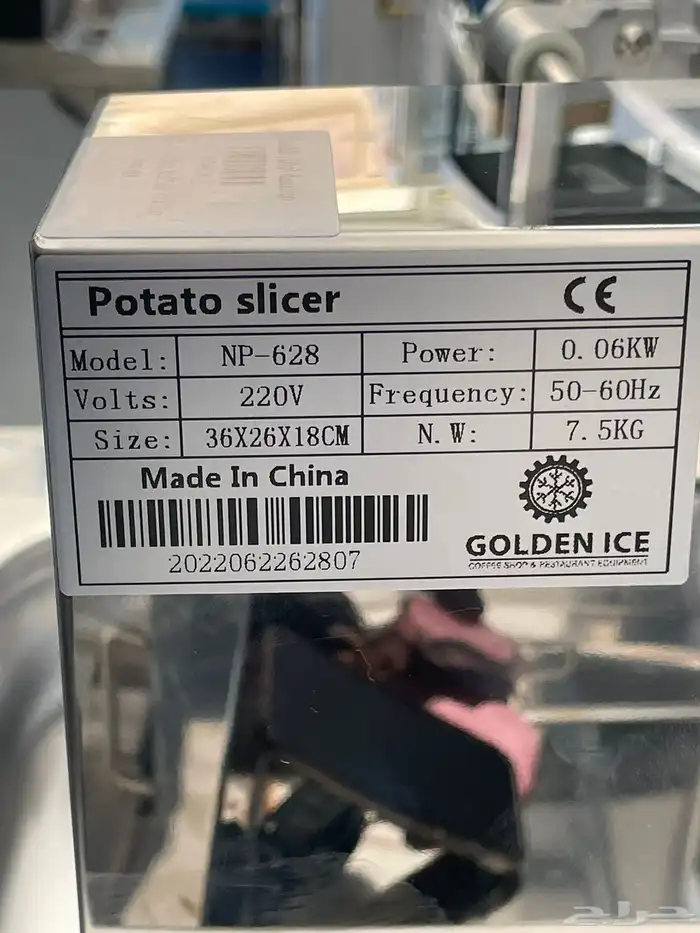 Potato slicer CE
Model: NP-628 Power: 0.06KW
Volts: 220V Frequency: 50-60Hz
Size: 36X26X18CM N.W: 7.5KG
Made In China
2022062262807
GOLDEN ICE
COFFEE SHOP & RESTAURANT EQUIPMENT
حراج